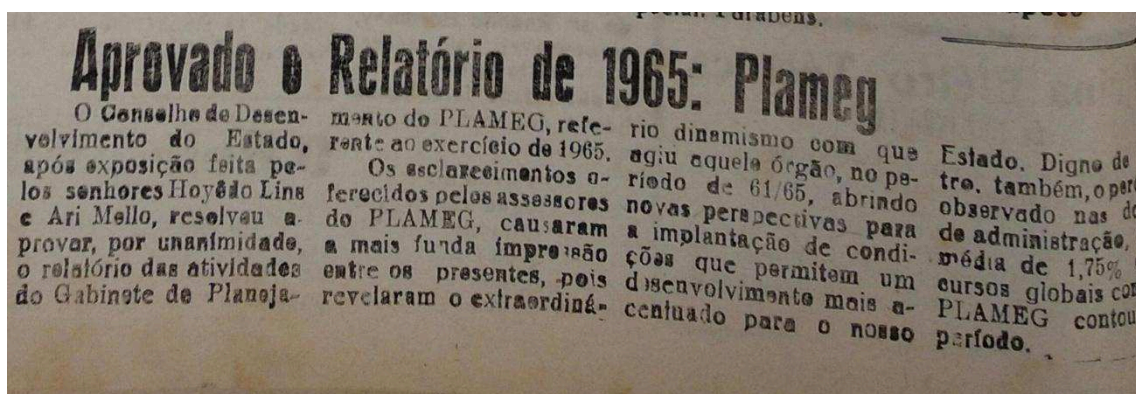 Parabens.
Aprovado o Relatório de 1965: Plameg
O Conselho de Desen-
volvimento do Estado,
após exposição feita pe-
los senhores Hoyêdo Lins
e Ari Mello, resolveu a-
provar, por unanimidade,
o relatório das atividades
do Gabinete de Planeja-
mento do PLAMEG, refe-
rente ao exercício de 1965.
Os esclarecimentos o-
ferecidos pelos assessores
do PLAMEG, causaram
a mais funda impressão
entre os presentes, pois
revelaram o extraordiná-
rio dinamismo com que
agiu aquele órgão, no pe-
ríodo de 61/65, abrindo
novas perspectivas para
a implantação de condi-
ções que permitem um
desenvolvimento mais a-
centuado para o nosso
Estado. Digno de
tro, também, o
observado nas
de administração,
média de 1,75%
cursos globais
PLAMEG contou
período.